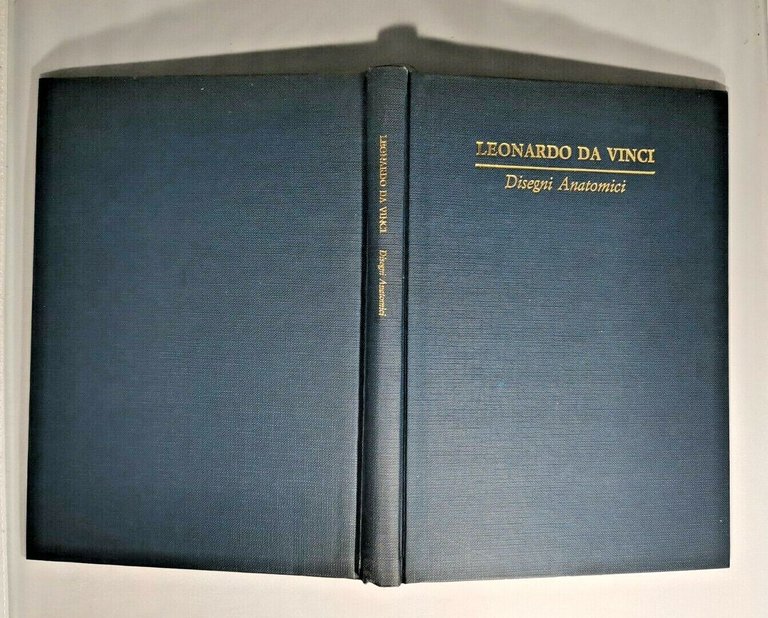 LEONARDO DA VINCI
Disegni Anatomici
LEONARDO DA VINCI Disegni Anatomici